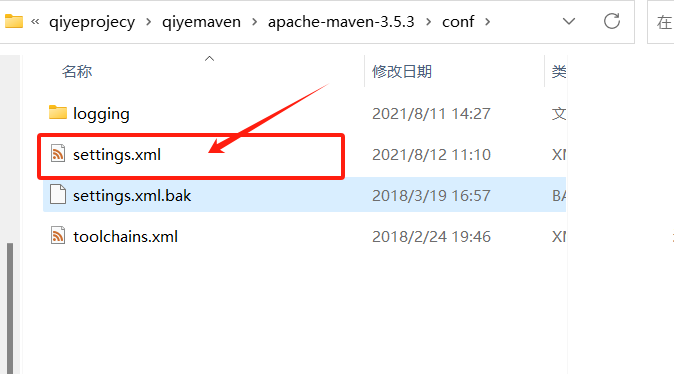 « qiyeprojecy > qiyemaven > apache-maven-3.5.3 > conf > 在
名称 修改日期 类
logging 2021/8/11 14:27 文
settings.xml 2021/8/12 11:10 XM
settings.xml.bak 2018/3/19 16:57 BA
toolchains.xml 2018/2/24 19:46 XM